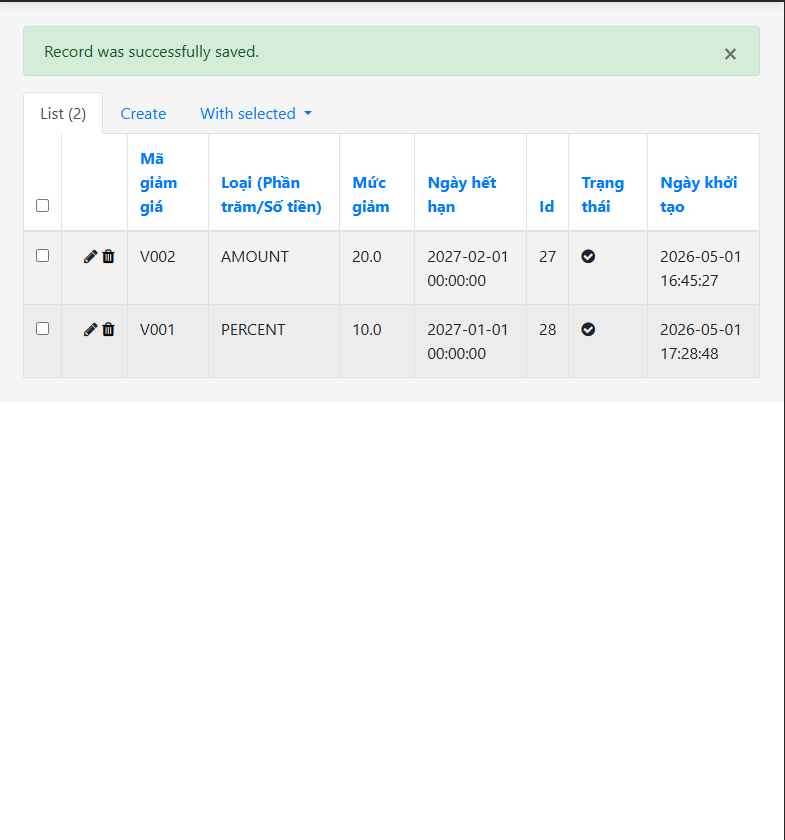 Record was successfully saved. ×
List (2) Create With selected
Mã giảm giá Loại (Phần trăm/Số tiền) Mức giảm Ngày hết hạn Id Trạng thái Ngày khởi tạo
V002 AMOUNT 20.0 2027-02-01 00:00:00 27 2026-05-01 16:45:27
V001 PERCENT 10.0 2027-01-01 00:00:00 28 2026-05-01 17:28:48